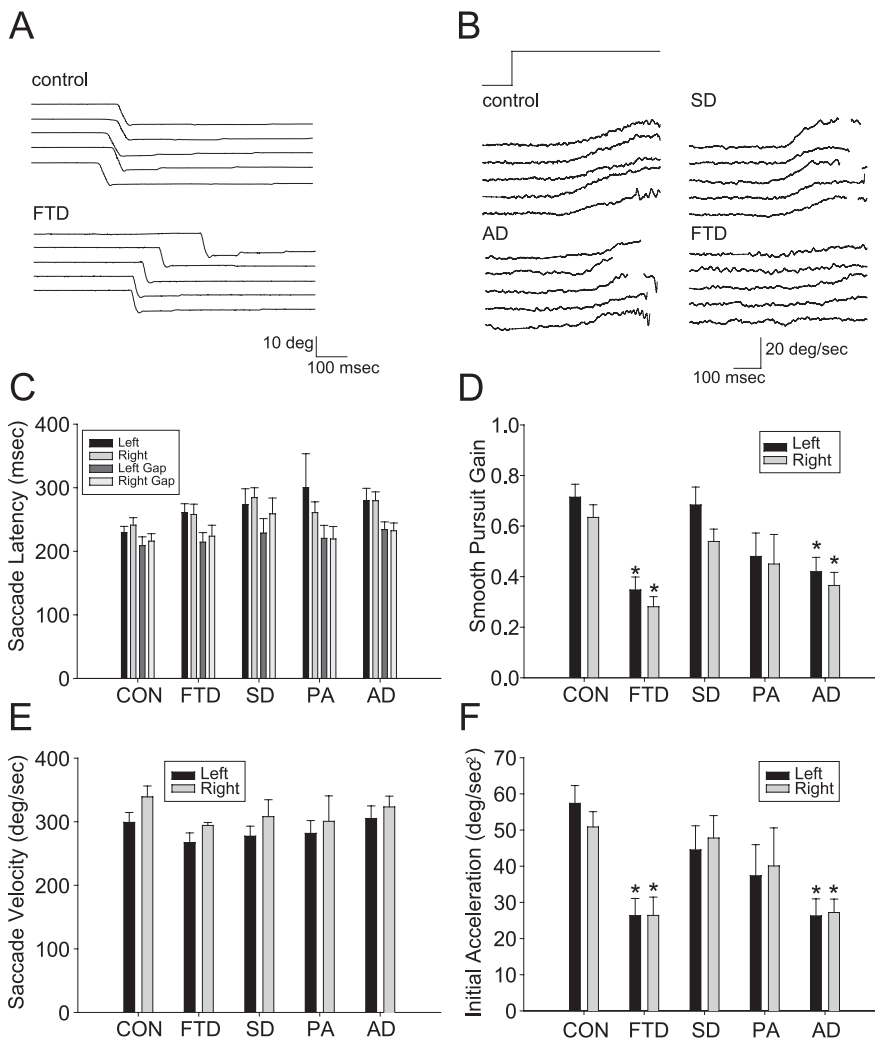 A
control
FTD
10 deg
100 msec
B
control
SD
AD
FTD
20 deg/sec
100 msec
C
Saccade Latency (msec)
400
300
200
100
0
Left
Right
Left Gap
Right Gap
CON FTD SD PA AD
D
Smooth Pursuit Gain
1.0
0.8
0.6
0.4
0.2
0.0
Left
Right
* * * *
CON FTD SD PA AD
E
Saccade Velocity (deg/sec)
400
300
200
100
0
Left
Right
CON FTD SD PA AD
F
Initial Acceleration (deg/sec²)
70
60
50
40
30
20
10
0
Left
Right
* * * *
CON FTD SD PA AD